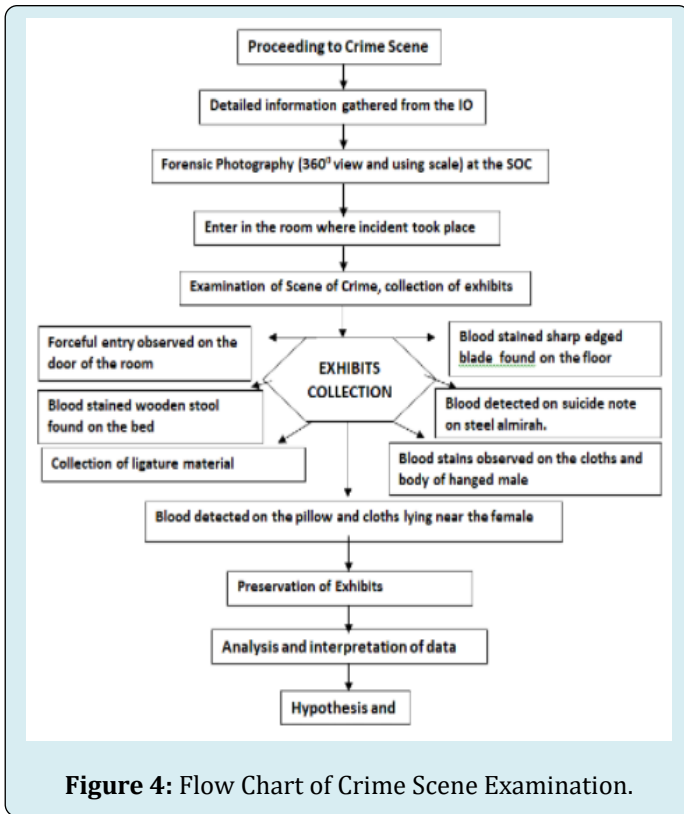 Proceeding to Crime Scene
Detailed information gathered from the IO
Forensic Photography (360⁰ view and using scale) at the SOC
Enter in the room where incident took place
Examination of Scene of Crime, collection of exhibits
Forceful entry observed on the
door of the room
Blood stained wooden stool
found on the bed
Collection of ligature material
EXHIBITS
COLLECTION
Blood stained sharp edged
blade found on the floor
Blood detected on suicide note
on steel almirah.
Blood stains observed on the cloths and
body of hanged male
Blood detected on the pillow and cloths lying near the female
Preservation of Exhibits
Analysis and interpretation of data
Hypothesis and
Figure 4: Flow Chart of Crime Scene Examination.